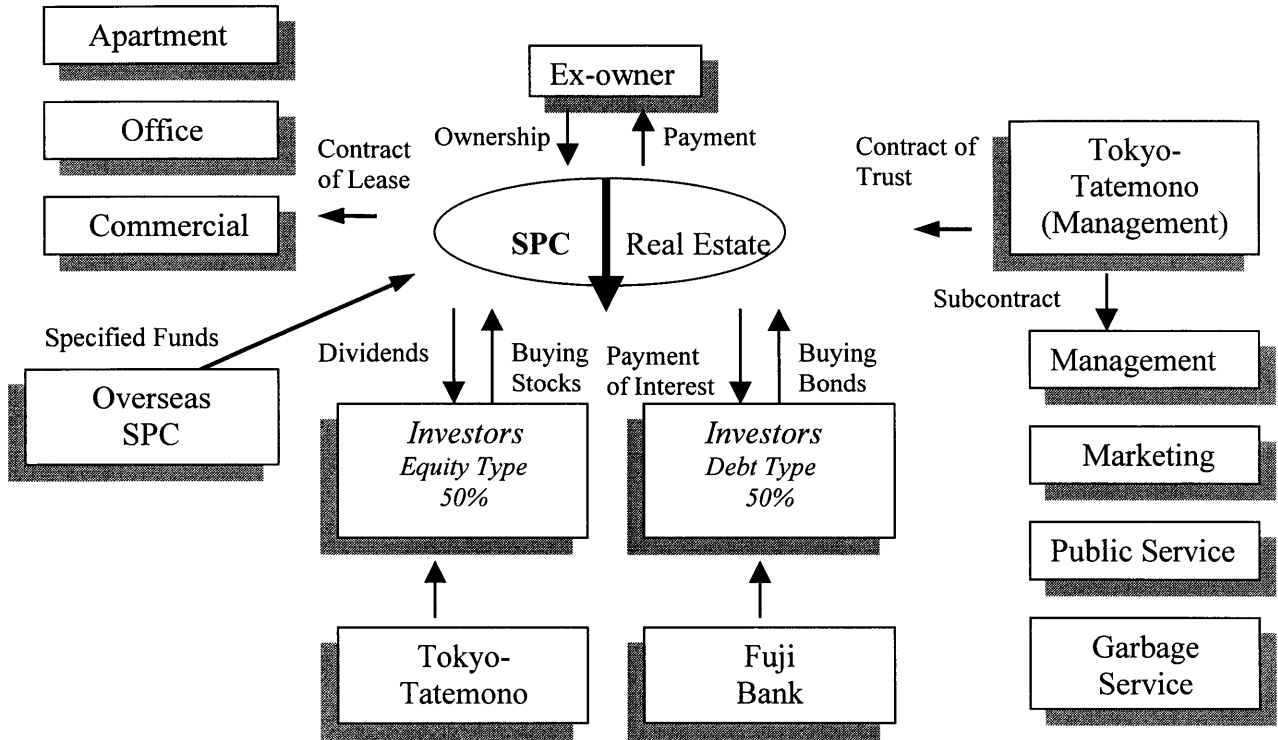 Apartment
Office
Commercial
Contract
of Lease
Ex-owner
Ownership
Payment
SPC
Real Estate
Contract of
Trust
Tokyo-
Tatemono
(Management)
Subcontract
Management
Marketing
Public Service
Garbage
Service
Specified Funds
Overseas
SPC
Dividends
Buying
Stocks
Payment
of Interest
Buying
Bonds
Investors
Equity Type
50%
Investors
Debt Type
50%
Tokyo-
Tatemono
Fuji
Bank